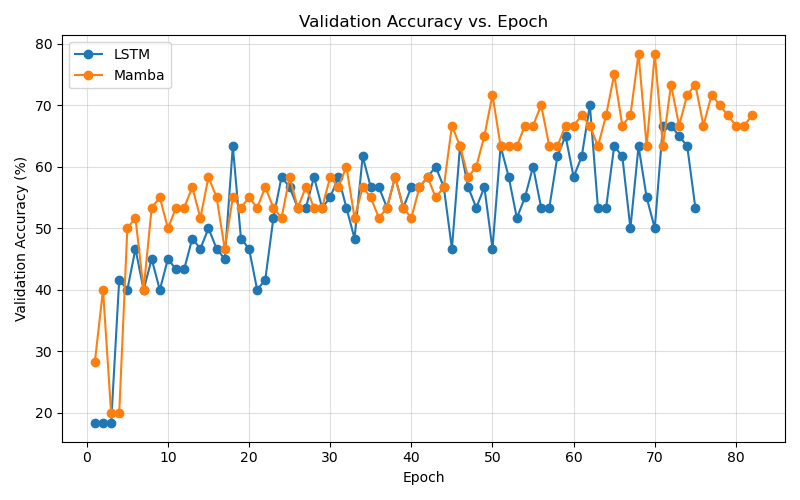 Validation Accuracy vs. Epoch
LSTM
Mamba
Validation Accuracy (%)
80
70
60
50
40
30
20
0 10 20 30 40 50 60 70 80
Epoch